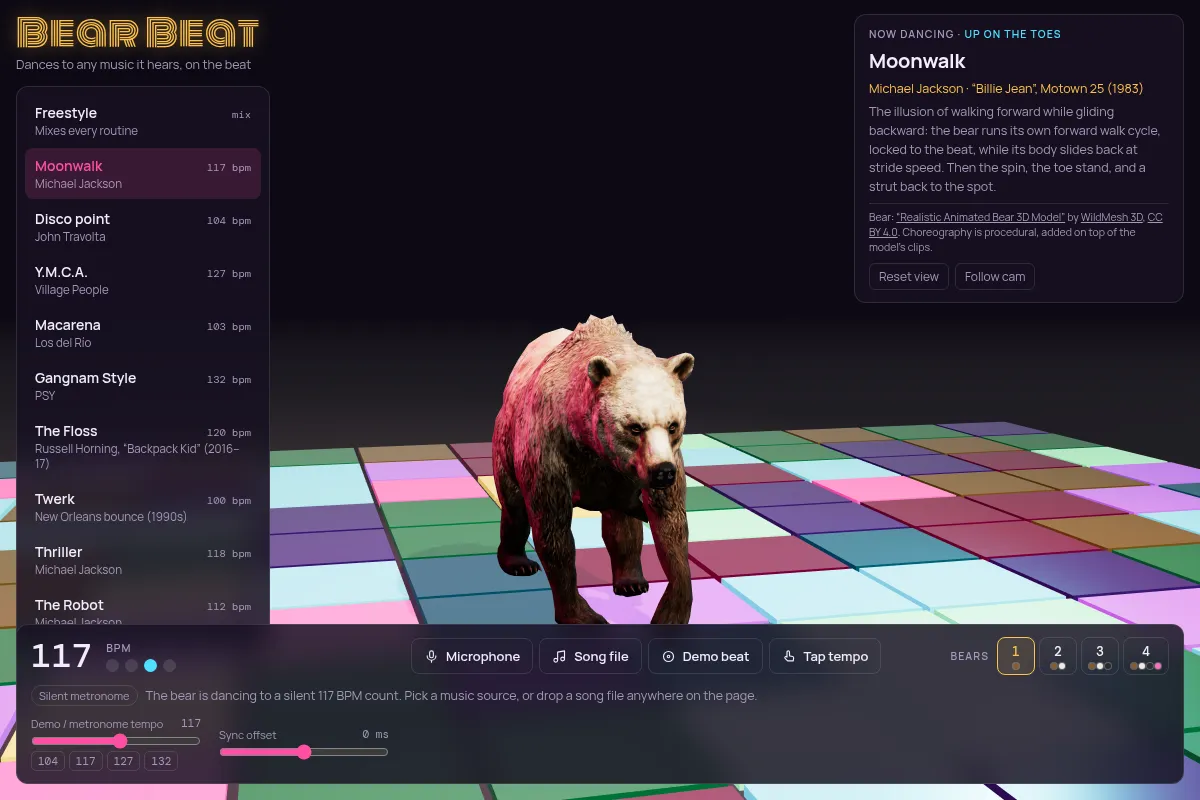 BEAR BEAT
Dances to any music it hears, on the beat
Freestyle mix
Mixes every routine
Moonwalk 117 bpm
Michael Jackson
Disco point 104 bpm
John Travolta
Y.M.C.A. 127 bpm
Village People
Macarena 103 bpm
Los del Río
Gangnam Style 132 bpm
PSY
The Floss 120 bpm
Russell Horning, “Backpack Kid” (2016–
17)
Twerk 100 bpm
New Orleans bounce (1990s)
Thriller 118 bpm
Michael Jackson
The Robot 112 bpm
Michael Jackson
NOW DANCING · UP ON THE TOES
Moonwalk
Michael Jackson · “Billie Jean”, Motown 25 (1983)
The illusion of walking forward while gliding
backward: the bear runs its own forward walk cycle,
locked to the beat, while its body slides back at
stride speed. Then the spin, the toe stand, and a
strut back to the spot.
Bear: “Realistic Animated Bear 3D Model” by WildMesh 3D, CC
BY 4.0. Choreography is procedural, added on top of the
model’s clips.
Reset view Follow cam
117 BPM
Microphone Song file Demo beat Tap tempo
BEARS 1 2 3 4
Silent metronome The bear is dancing to a silent 117 BPM count. Pick a music source, or drop a song file anywhere on the page.
Demo / metronome tempo 117
Sync offset 0 ms
104 117 127 132